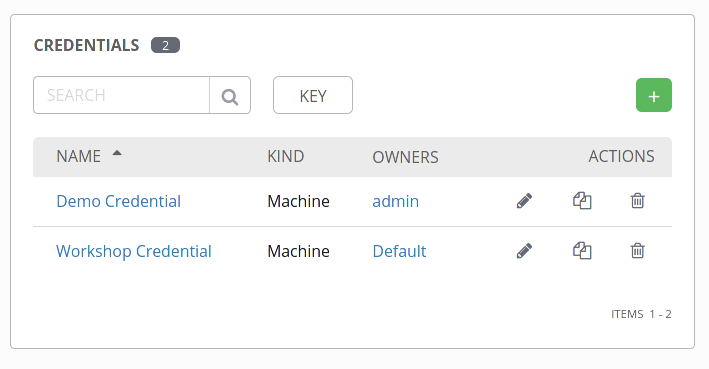 CREDENTIALS 2
SEARCH KEY +
NAME KIND OWNERS ACTIONS
Demo Credential Machine admin
Workshop Credential Machine Default
ITEMS 1 - 2